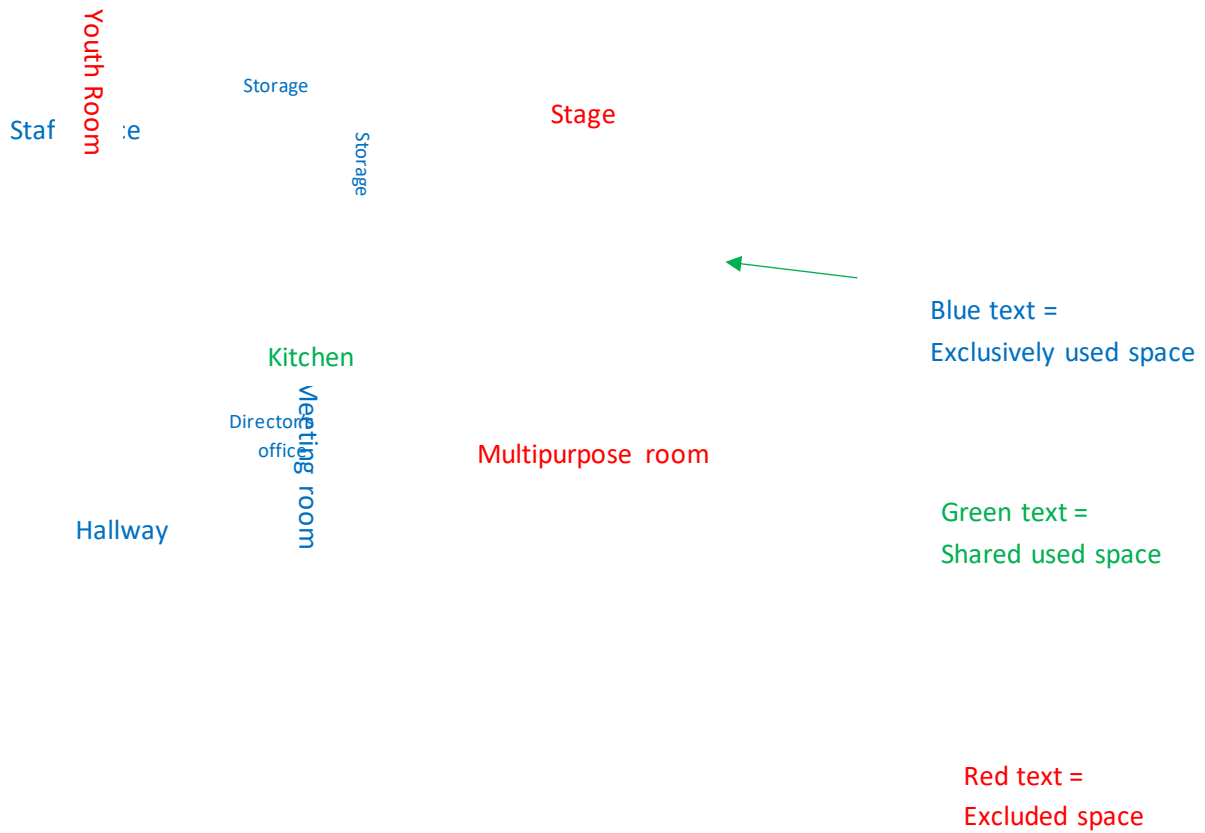 Youth Room
Storage
Stage
Storage
Blue text =
Exclusively used space
Kitchen
Director's
office
Meeting room
Multipurpose room
Green text =
Shared used space
Hallway
Red text =
Excluded space